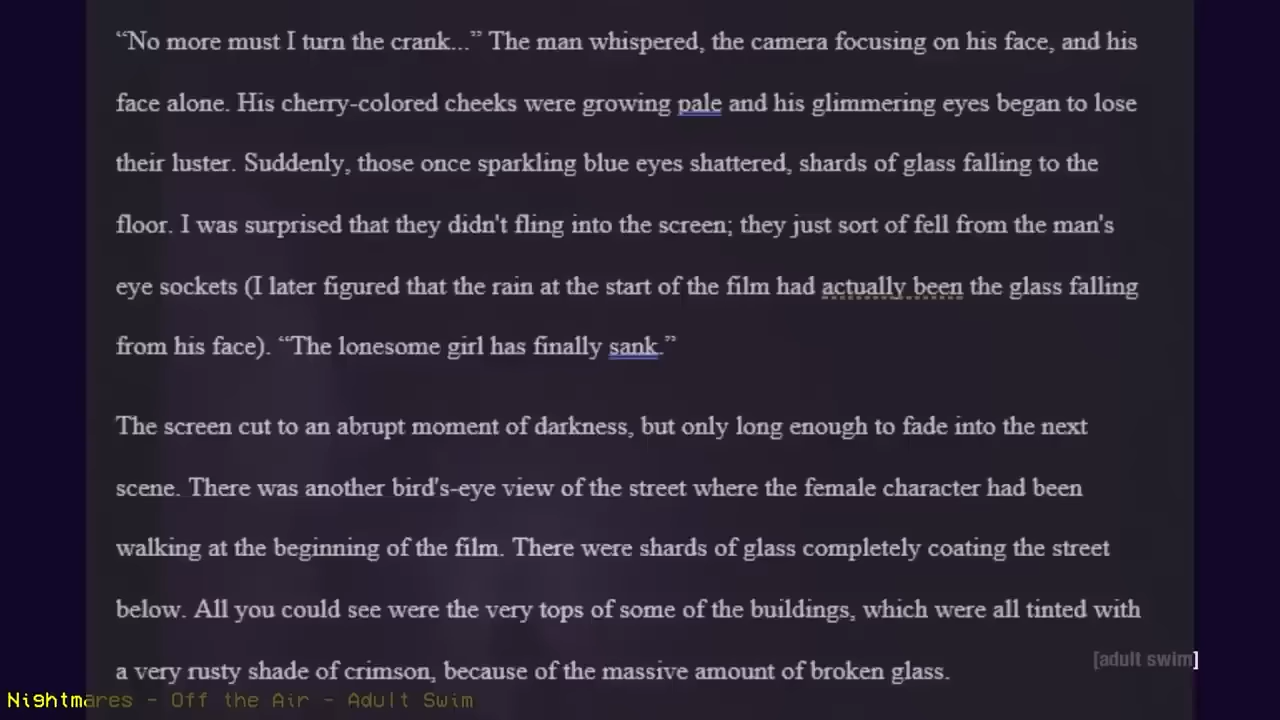 “No more must I turn the crank...” The man whispered, the camera focusing on his face, and his
face alone. His cherry-colored cheeks were growing pale and his glimmering eyes began to lose
their luster. Suddenly, those once sparkling blue eyes shattered, shards of glass falling to the
floor. I was surprised that they didn't fling into the screen; they just sort of fell from the man's
eye sockets (I later figured that the rain at the start of the film had actually been the glass falling
from his face). “The lonesome girl has finally sank.”
The screen cut to an abrupt moment of darkness, but only long enough to fade into the next
scene. There was another bird's-eye view of the street where the female character had been
walking at the beginning of the film. There were shards of glass completely coating the street
below. All you could see were the very tops of some of the buildings, which were all tinted with
a very rusty shade of crimson, because of the massive amount of broken glass.
[adult swim]
Nightmares - Off the Air - Adult Swim